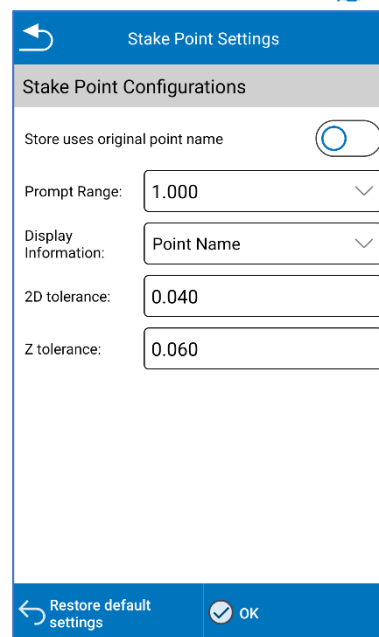 Stake Point Settings
Stake Point Configurations
Store uses original point name
Prompt Range:
1.000
Display
Information:
Point Name
2D tolerance:
0.040
Z tolerance:
0.060
Restore default
settings
OK